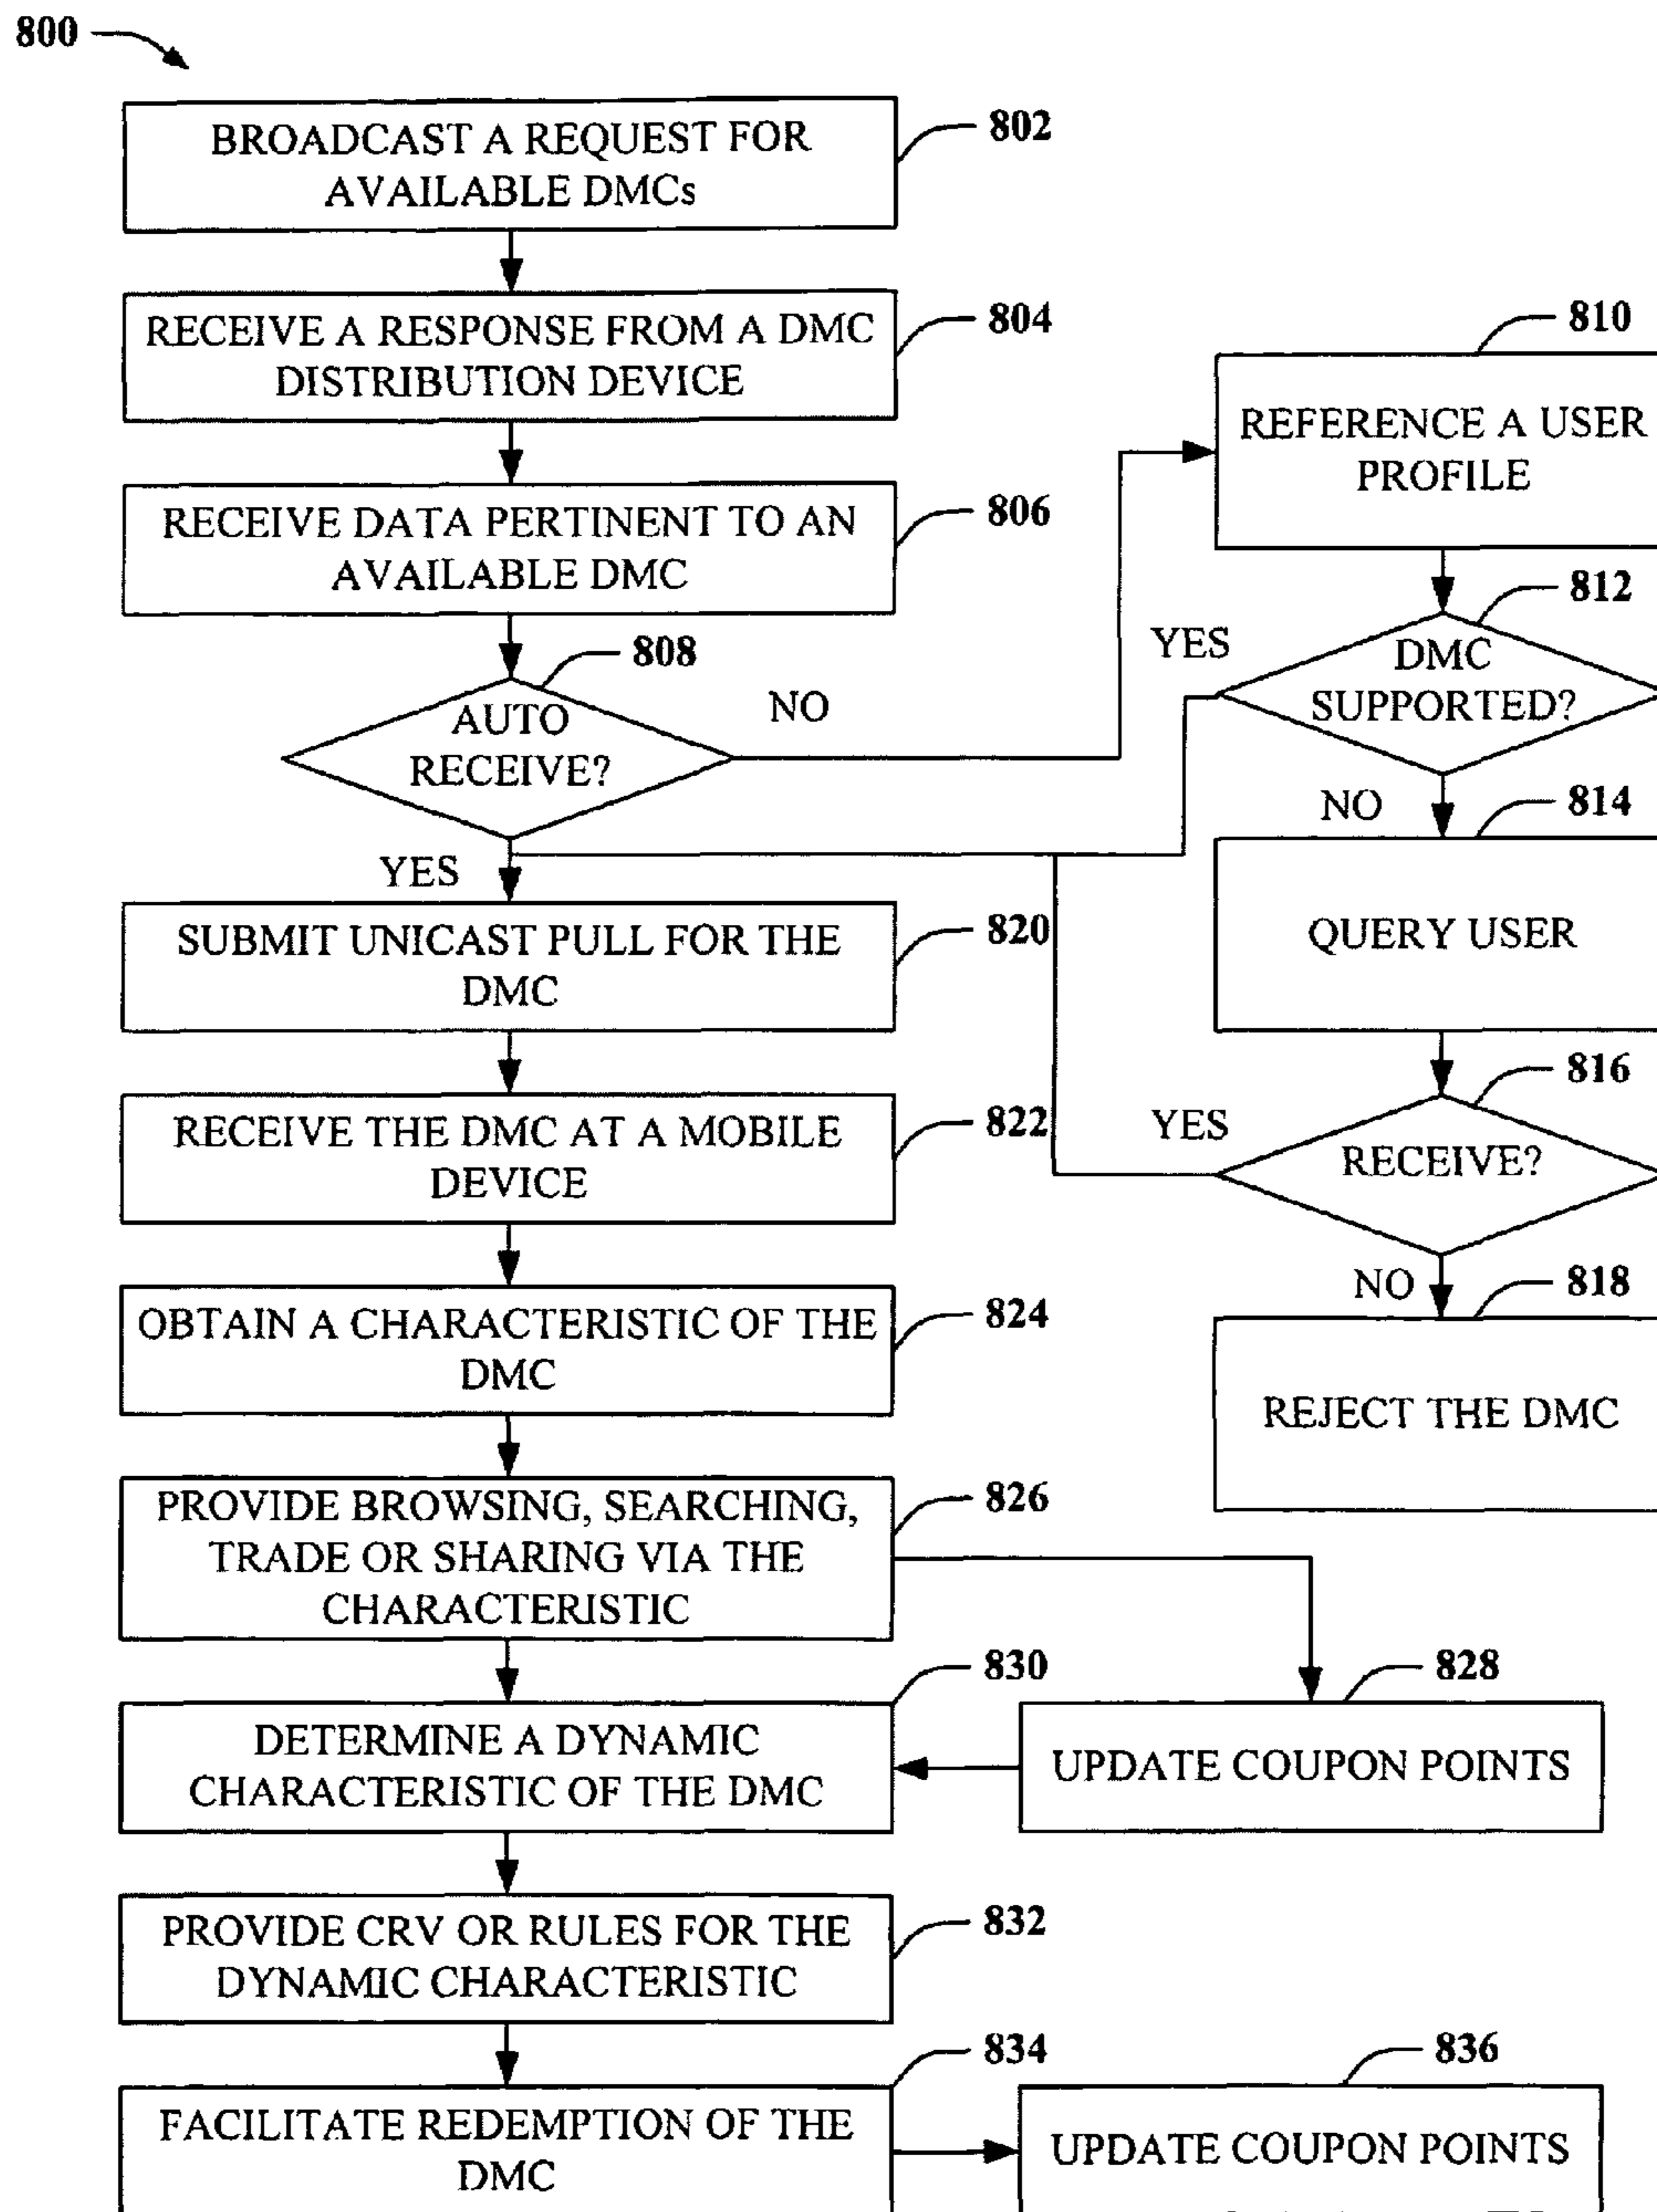 800
BROADCAST A REQUEST FOR
AVAILABLE DMCs
802
RECEIVE A RESPONSE FROM A DMC
DISTRIBUTION DEVICE
804
RECEIVE DATA PERTINENT TO AN
AVAILABLE DMC
806
808
AUTO
RECEIVE?
NO
YES
810
REFERENCE A USER
PROFILE
812
DMC
SUPPORTED?
YES
NO
814
QUERY USER
816
RECEIVE?
YES
NO
818
REJECT THE DMC
SUBMIT UNICAST PULL FOR THE
DMC
820
RECEIVE THE DMC AT A MOBILE
DEVICE
822
OBTAIN A CHARACTERISTIC OF THE
DMC
824
PROVIDE BROWSING, SEARCHING,
TRADE OR SHARING VIA THE
CHARACTERISTIC
826
828
UPDATE COUPON POINTS
830
DETERMINE A DYNAMIC
CHARACTERISTIC OF THE DMC
PROVIDE CRV OR RULES FOR THE
DYNAMIC CHARACTERISTIC
832
834
FACILITATE REDEMPTION OF THE
DMC
836
UPDATE COUPON POINTS